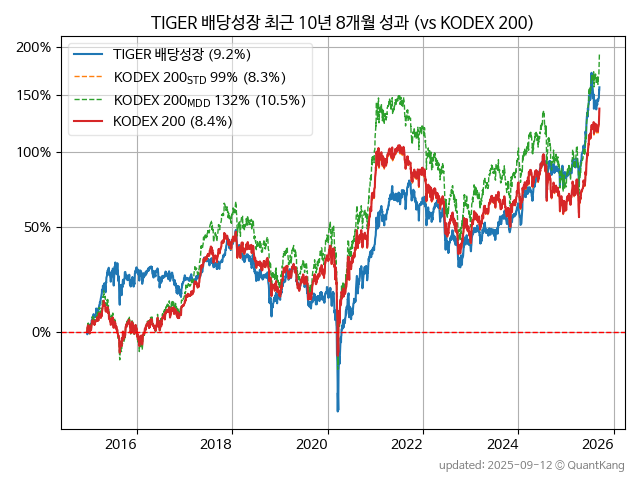 TIGER 배당성장 최근 10년 8개월 성과 (vs KODEX 200)
200%
150%
100%
50%
0%
TIGER 배당성장 (9.2%)
KODEX 200STD 99% (8.3%)
KODEX 200MDD 132% (10.5%)
KODEX 200 (8.4%)
2016 2018 2020 2022 2024 2026
updated: 2025-09-12 © QuantKang